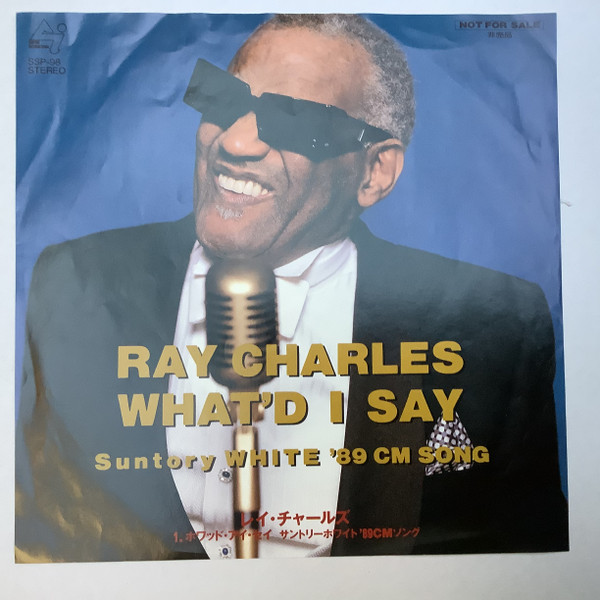 [NOT FOR SALE]
非売品
SSP-98
STEREO
RAY CHARLES
WHAT'D I SAY
Suntory WHITE '89 CM SONG
レイ・チャールズ
1. ホワッド・アイ・セイ サントリーホワイト'89CMソング